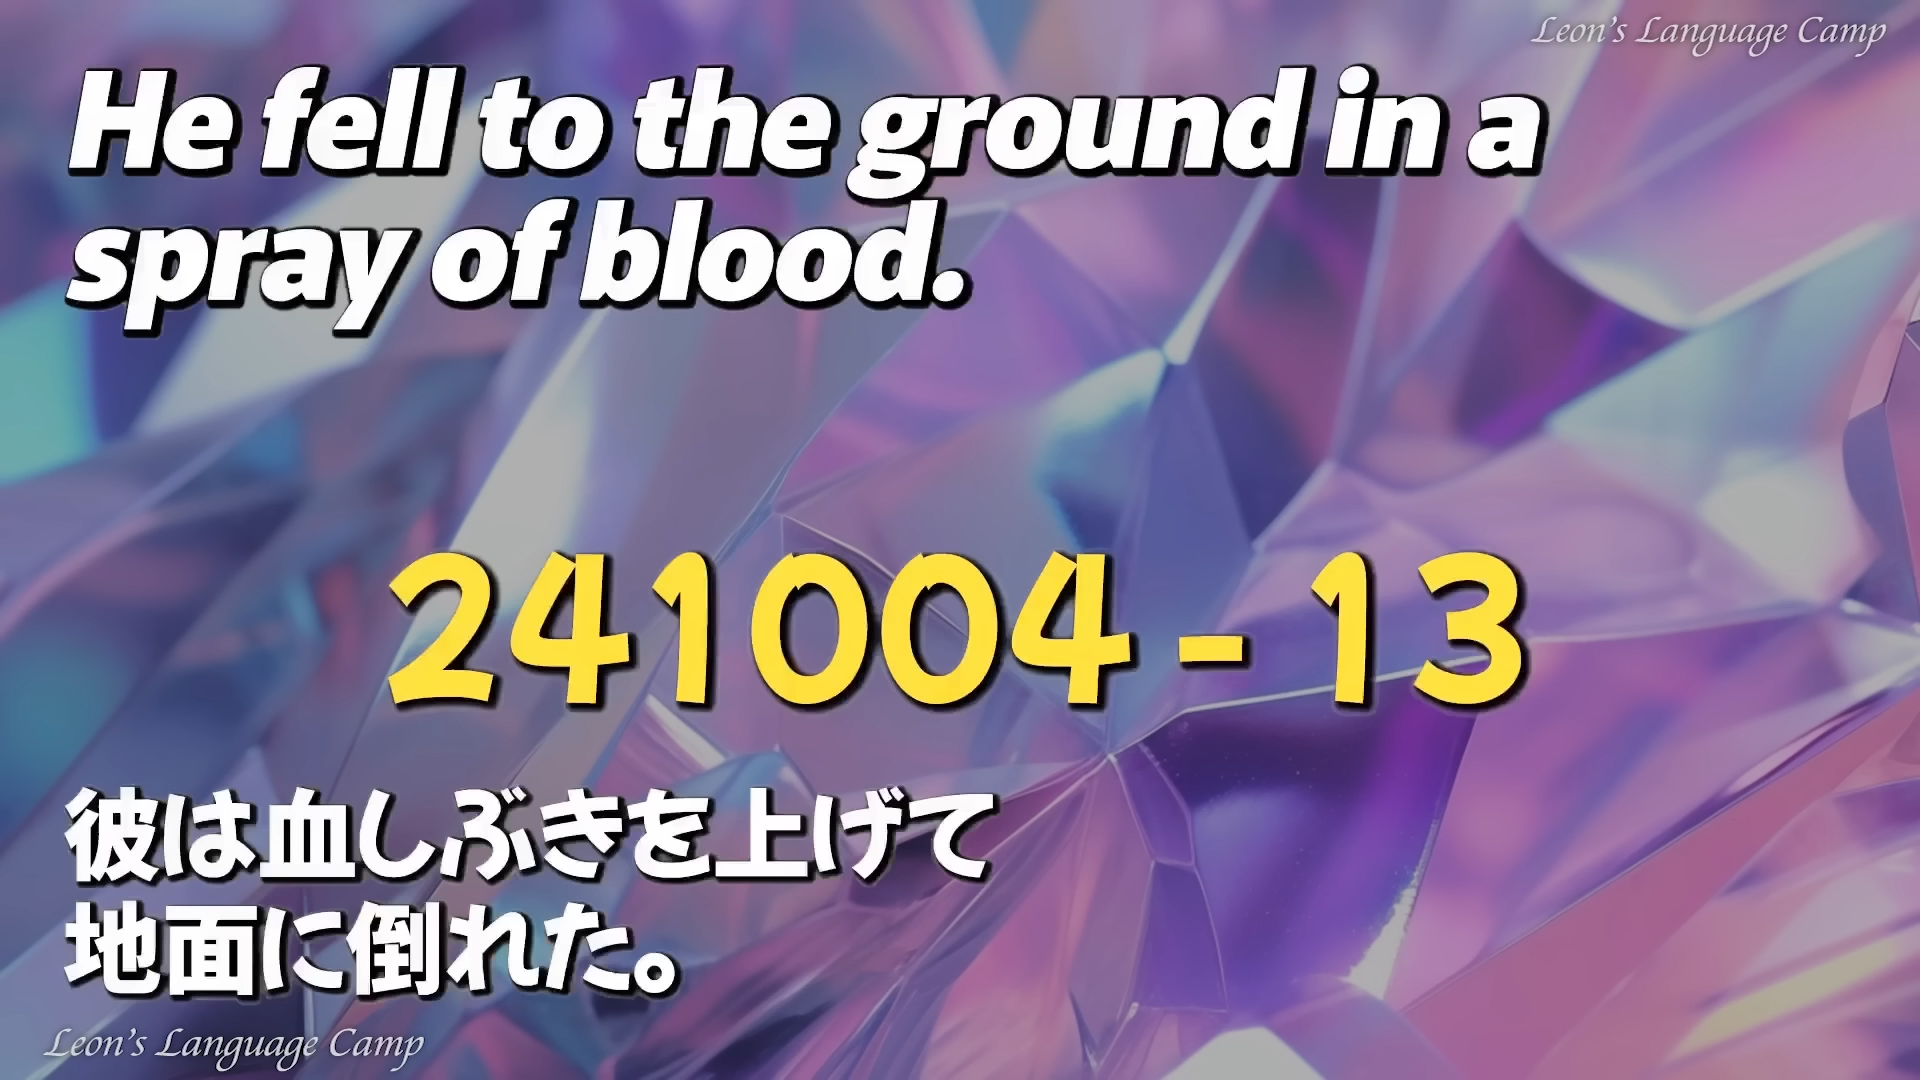 Leon's Language Camp
He fell to the ground in a
spray of blood.
241004-13
彼は血しぶきを上げて
地面に倒れた。
Leon's Language Camp